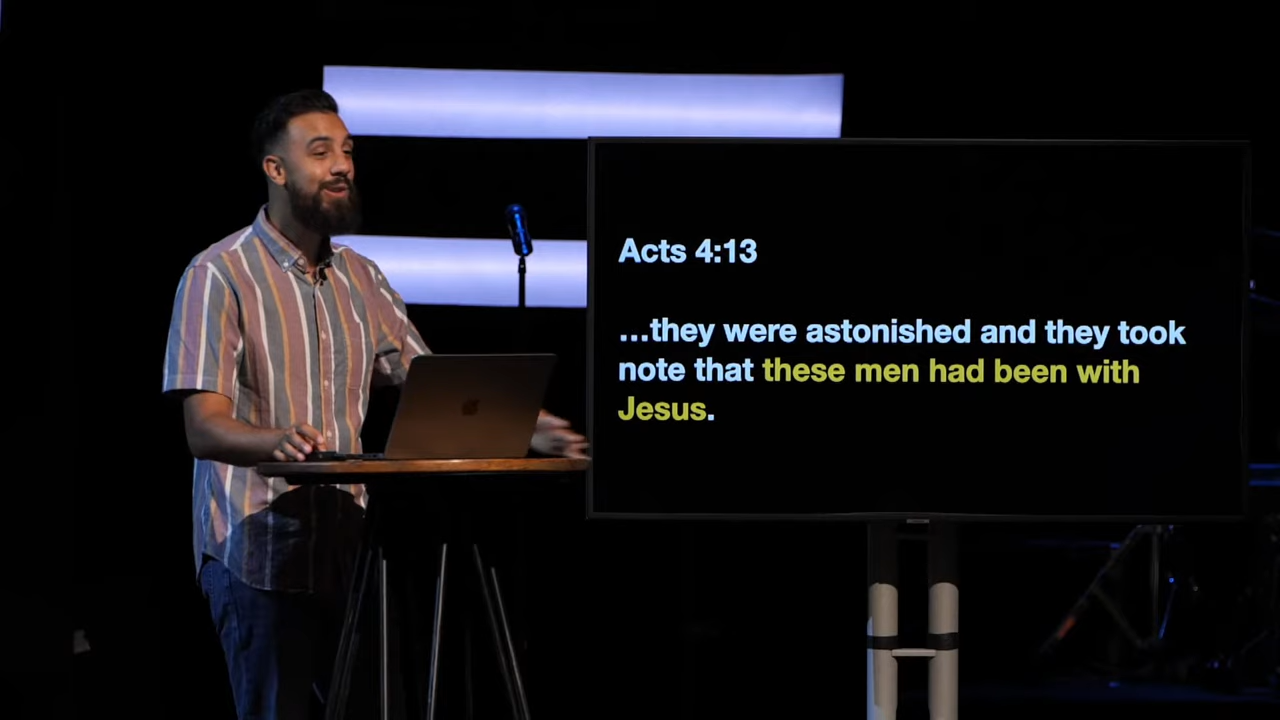 Acts 4:13
...they were astonished and they took
note that these men had been with
Jesus.